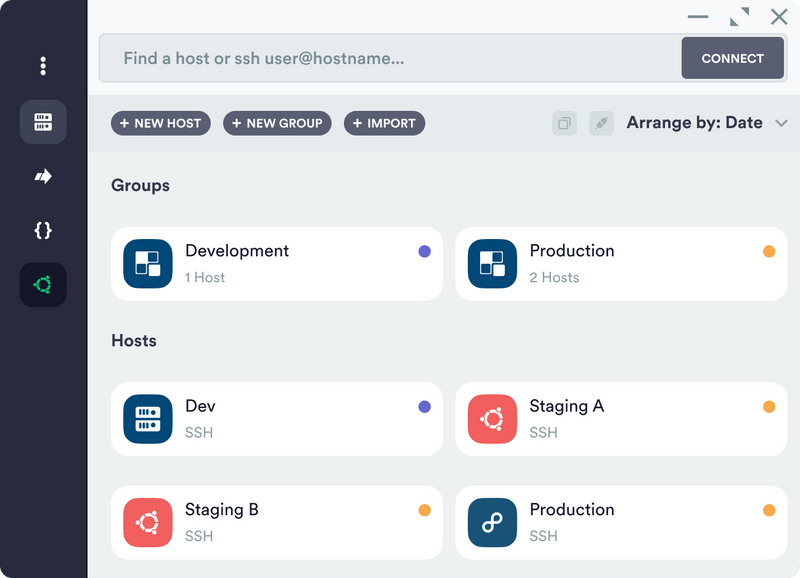 Find a host or ssh user@hostname...
CONNECT
+ NEW HOST
+ NEW GROUP
+ IMPORT
Arrange by: Date
Groups
Development
1 Host
Production
2 Hosts
Hosts
Dev
SSH
Staging A
SSH
Staging B
SSH
Production
SSH